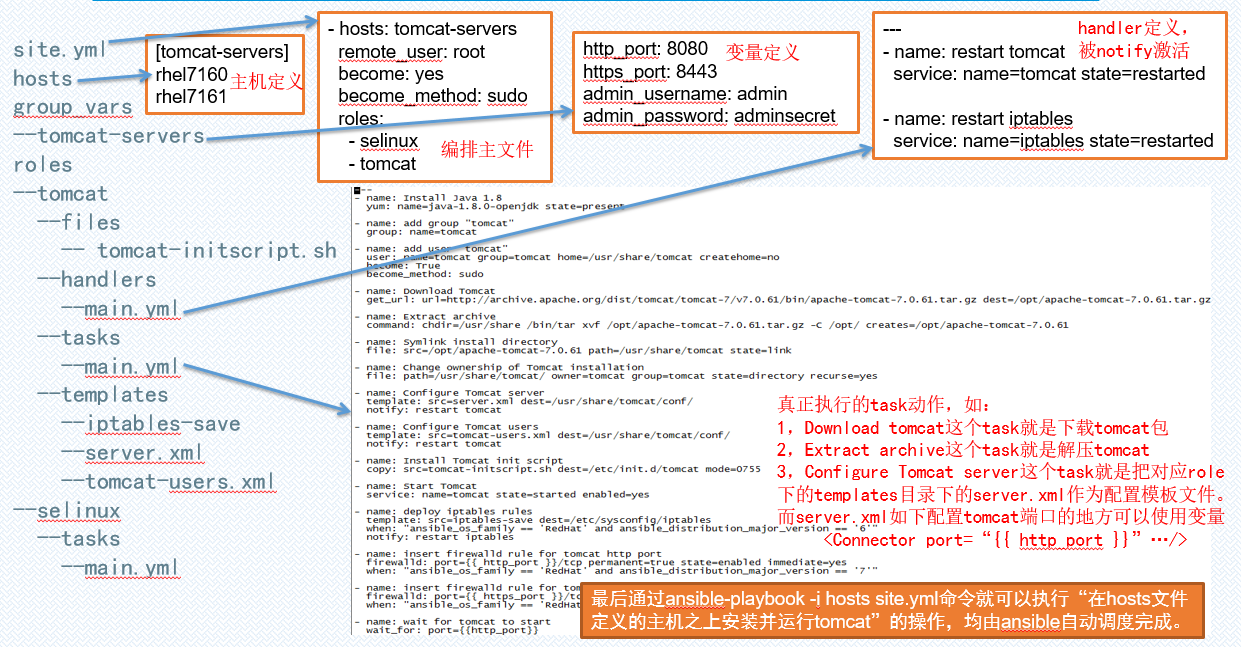 site.yml
hosts
group_vars
--tomcat-servers
roles
--tomcat
--files
-- tomcat-initscript.sh
--handlers
--main.yml
--tasks
--main.yml
--templates
--iptables-save
--server.xml
--tomcat-users.xml
--selinux
--tasks
--main.yml
[tomcat-servers]
rhel7160
rhel7161
主机定义
- hosts: tomcat-servers
remote_user: root
become: yes
become_method: sudo
roles:
- selinux
- tomcat
编排主文件
http_port: 8080
https_port: 8443
admin_username: admin
admin_password: adminsecret
变量定义
---
- name: restart tomcat
service: name=tomcat state=restarted
- name: restart iptables
service: name=iptables state=restarted
handler定义，
被notify激活
---
- name: Install Java 1.8
yum: name=java-1.8.0-openjdk state=present
- name: add group "tomcat"
group: name=tomcat
- name: add user "tomcat"
user: name=tomcat group=tomcat home=/usr/share/tomcat createhome=no
become: True
become_method: sudo
- name: Download Tomcat
get_url: url=http://archive.apache.org/dist/tomcat/tomcat-7/v7.0.61/bin/apache-tomcat-7.0.61.tar.gz dest=/opt/apache-tomcat-7.0.61.tar.gz
- name: Extract archive
command: chdir=/usr/share /bin/tar xvf /opt/apache-tomcat-7.0.61.tar.gz -C /opt/ creates=/opt/apache-tomcat-7.0.61
- name: Symlink install directory
file: src=/opt/apache-tomcat-7.0.61 path=/usr/share/tomcat state=link
- name: Change ownership of Tomcat installation
file: path=/usr/share/tomcat/ owner=tomcat group=tomcat state=directory recurse=yes
- name: Configure Tomcat server
template: src=server.xml dest=/usr/share/tomcat/conf/
notify: restart tomcat
- name: Configure Tomcat users
template: src=tomcat-users.xml dest=/usr/share/tomcat/conf/
notify: restart tomcat
- name: Install Tomcat init script
copy: src=tomcat-initscript.sh dest=/etc/init.d/tomcat mode=0755
- name: Start Tomcat
service: name=tomcat state=started enabled=yes
- name: deploy iptables rules
template: src=iptables-save dest=/etc/sysconfig/iptables
when: "ansible_os_family == 'RedHat' and ansible_distribution_major_version == '6'"
notify: restart iptables
- name: insert firewalld rule for tomcat http port
firewalld: port={{ http_port }}/tcp permanent=true state=enabled immediate=yes
when: "ansible_os_family == 'RedHat' and ansible_distribution_major_version == '7'"
- name: insert firewalld rule for tomcat
firewalld: port={{ https_port }}/tc
when: "ansible_os_family == 'RedHat
- name: wait for tomcat to start
wait_for: port={{http_port}}
真正执行的task动作，如：
1，Download tomcat这个task就是下载tomcat包
2，Extract archive这个task就是解压tomcat
3，Configure Tomcat server这个task就是把对应role
下的templates目录下的server.xml作为配置模板文件。
而server.xml如下配置tomcat端口的地方可以使用变量
<Connector port=“{{ http_port }}”…/>
最后通过ansible-playbook -i hosts site.yml命令就可以执行“在hosts文件
定义的主机之上安装并运行tomcat”的操作，均由ansible自动调度完成。